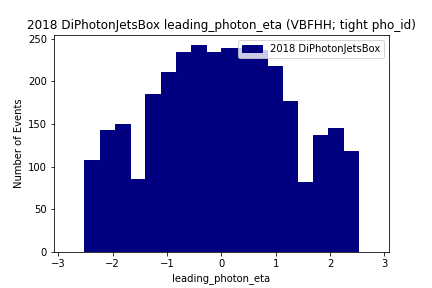 2018 DiPhotonJetsBox leading_photon_eta (VBFHH; tight pho_id)
2018 DiPhotonJetsBox
250
200
150
100
50
0
Number of Events
−3 −2 −1 0 1 2 3
leading_photon_eta